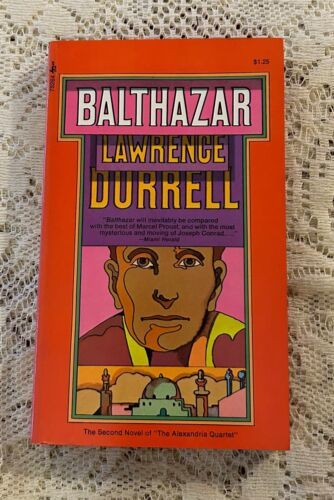 $1.25
BALTHAZAR
LAWRENCE
DURRELL
"Balthazar will inevitably be compared
with the best of Marcel Proust, and with the most
mysterious and moving of Joseph Conrad....."
—Miami Herald
The Second Novel of "The Alexandria Quartet"